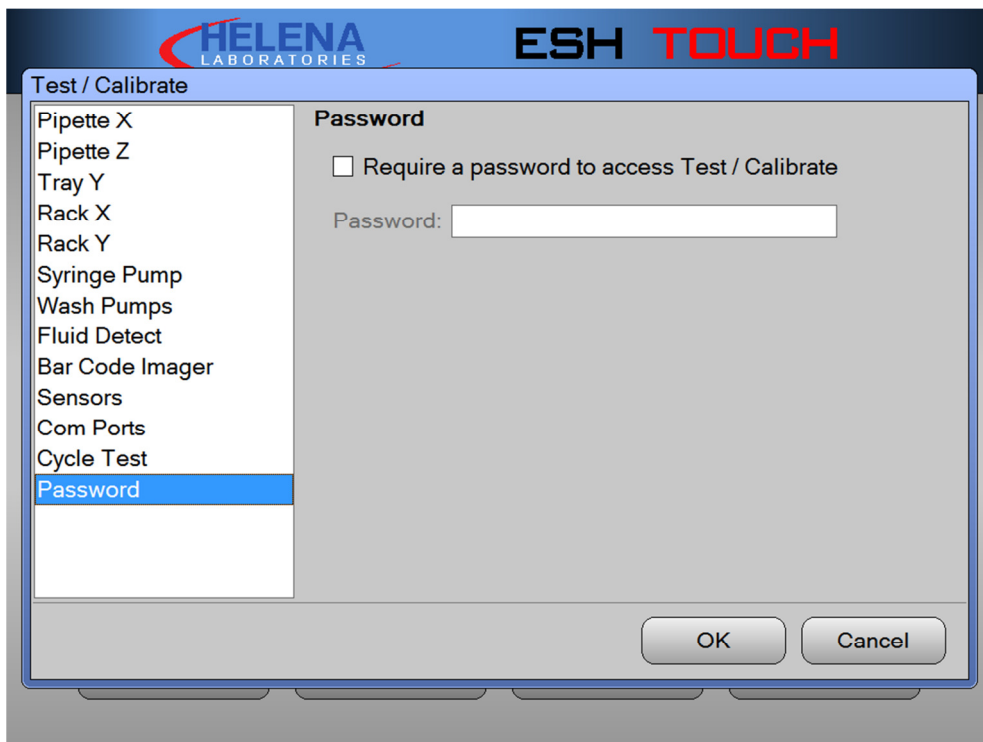 HELENA
LABORATORIES
ESH TOUCH
Test / Calibrate
Pipette X
Pipette Z
Tray Y
Rack X
Rack Y
Syringe Pump
Wash Pumps
Fluid Detect
Bar Code Imager
Sensors
Com Ports
Cycle Test
Password
Password
Require a password to access Test / Calibrate
Password:
OK
Cancel